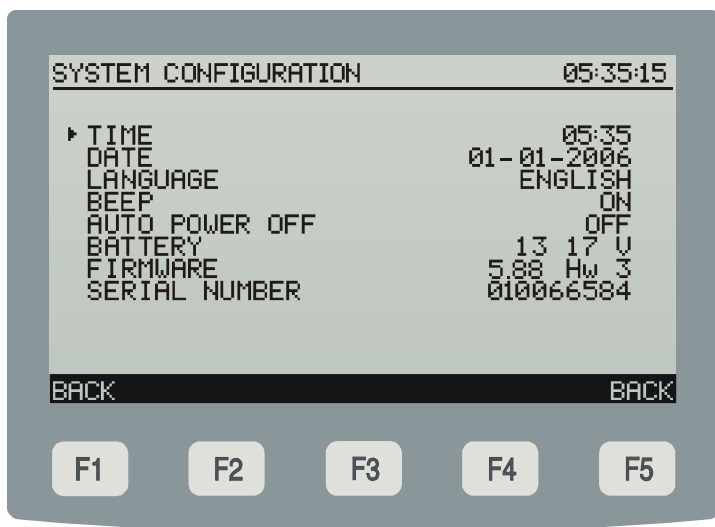 SYSTEM CONFIGURATION 05:35:15
TIME 05:35
DATE 01-01-2006
LANGUAGE ENGLISH
BEEP ON
AUTO POWER OFF OFF
BATTERY 13 17 V
FIRMWARE 5.88 Hw 3
SERIAL NUMBER 010066584
BACK BACK
F1 F2 F3 F4 F5